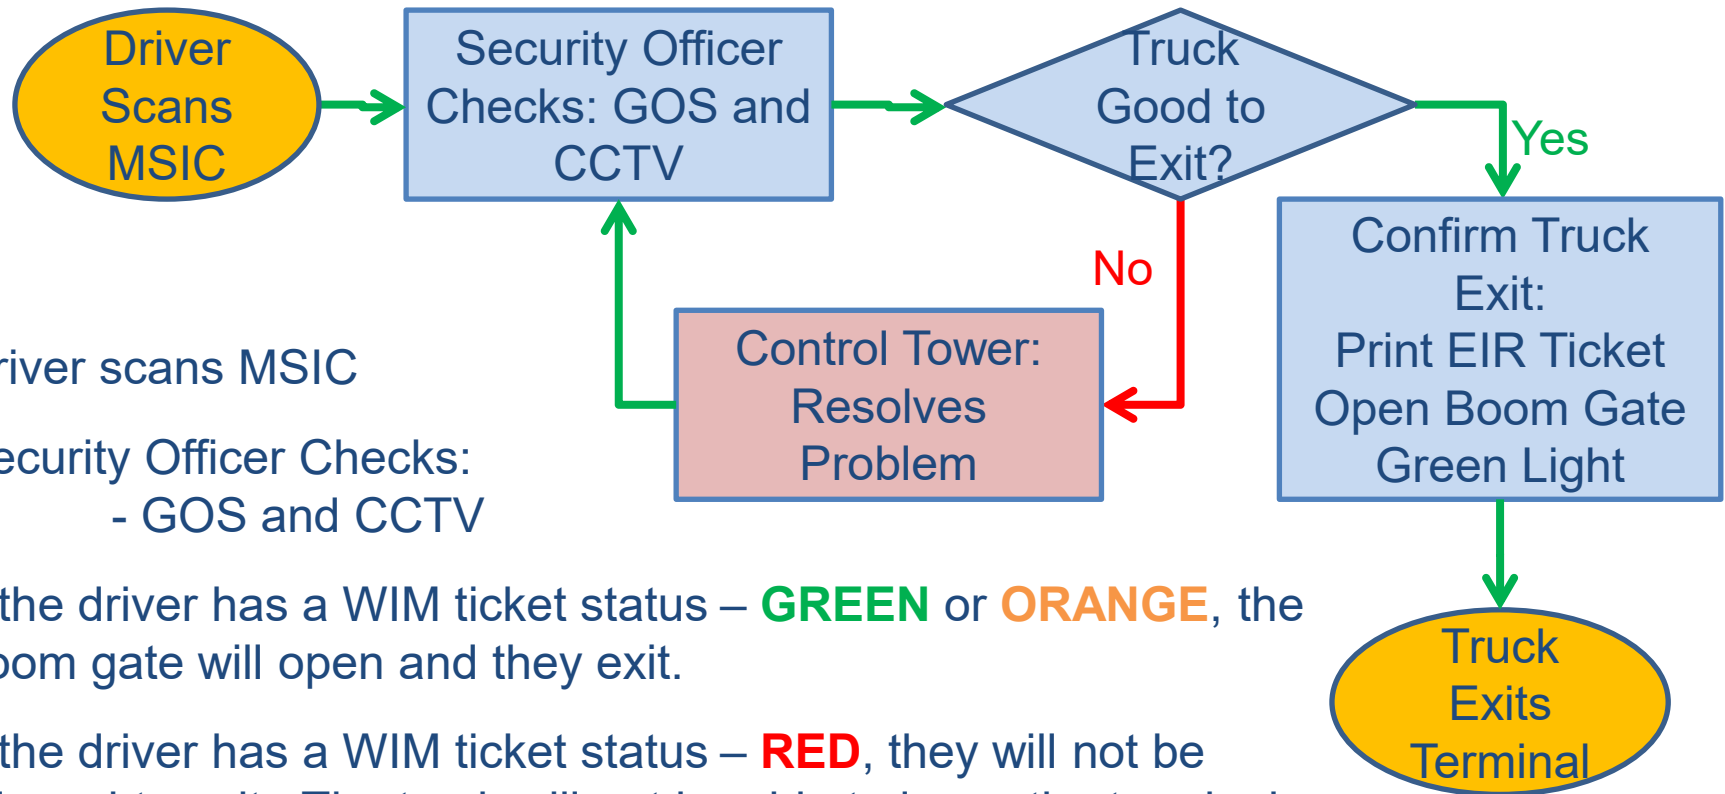 Driver
Scans
MSIC
Security Officer
Checks: GOS and
CCTV
Truck
Good to
Exit?
Yes
No
Confirm Truck
Exit:
Print EIR Ticket
Open Boom Gate
Green Light
Control Tower:
Resolves
Problem
Truck
Exits
Terminal
river scans MSIC
ecurity Officer Checks:
- GOS and CCTV
the driver has a WIM ticket status – GREEN or ORANGE, the
oom gate will open and they exit.
the driver has a WIM ticket status – RED, they will not be